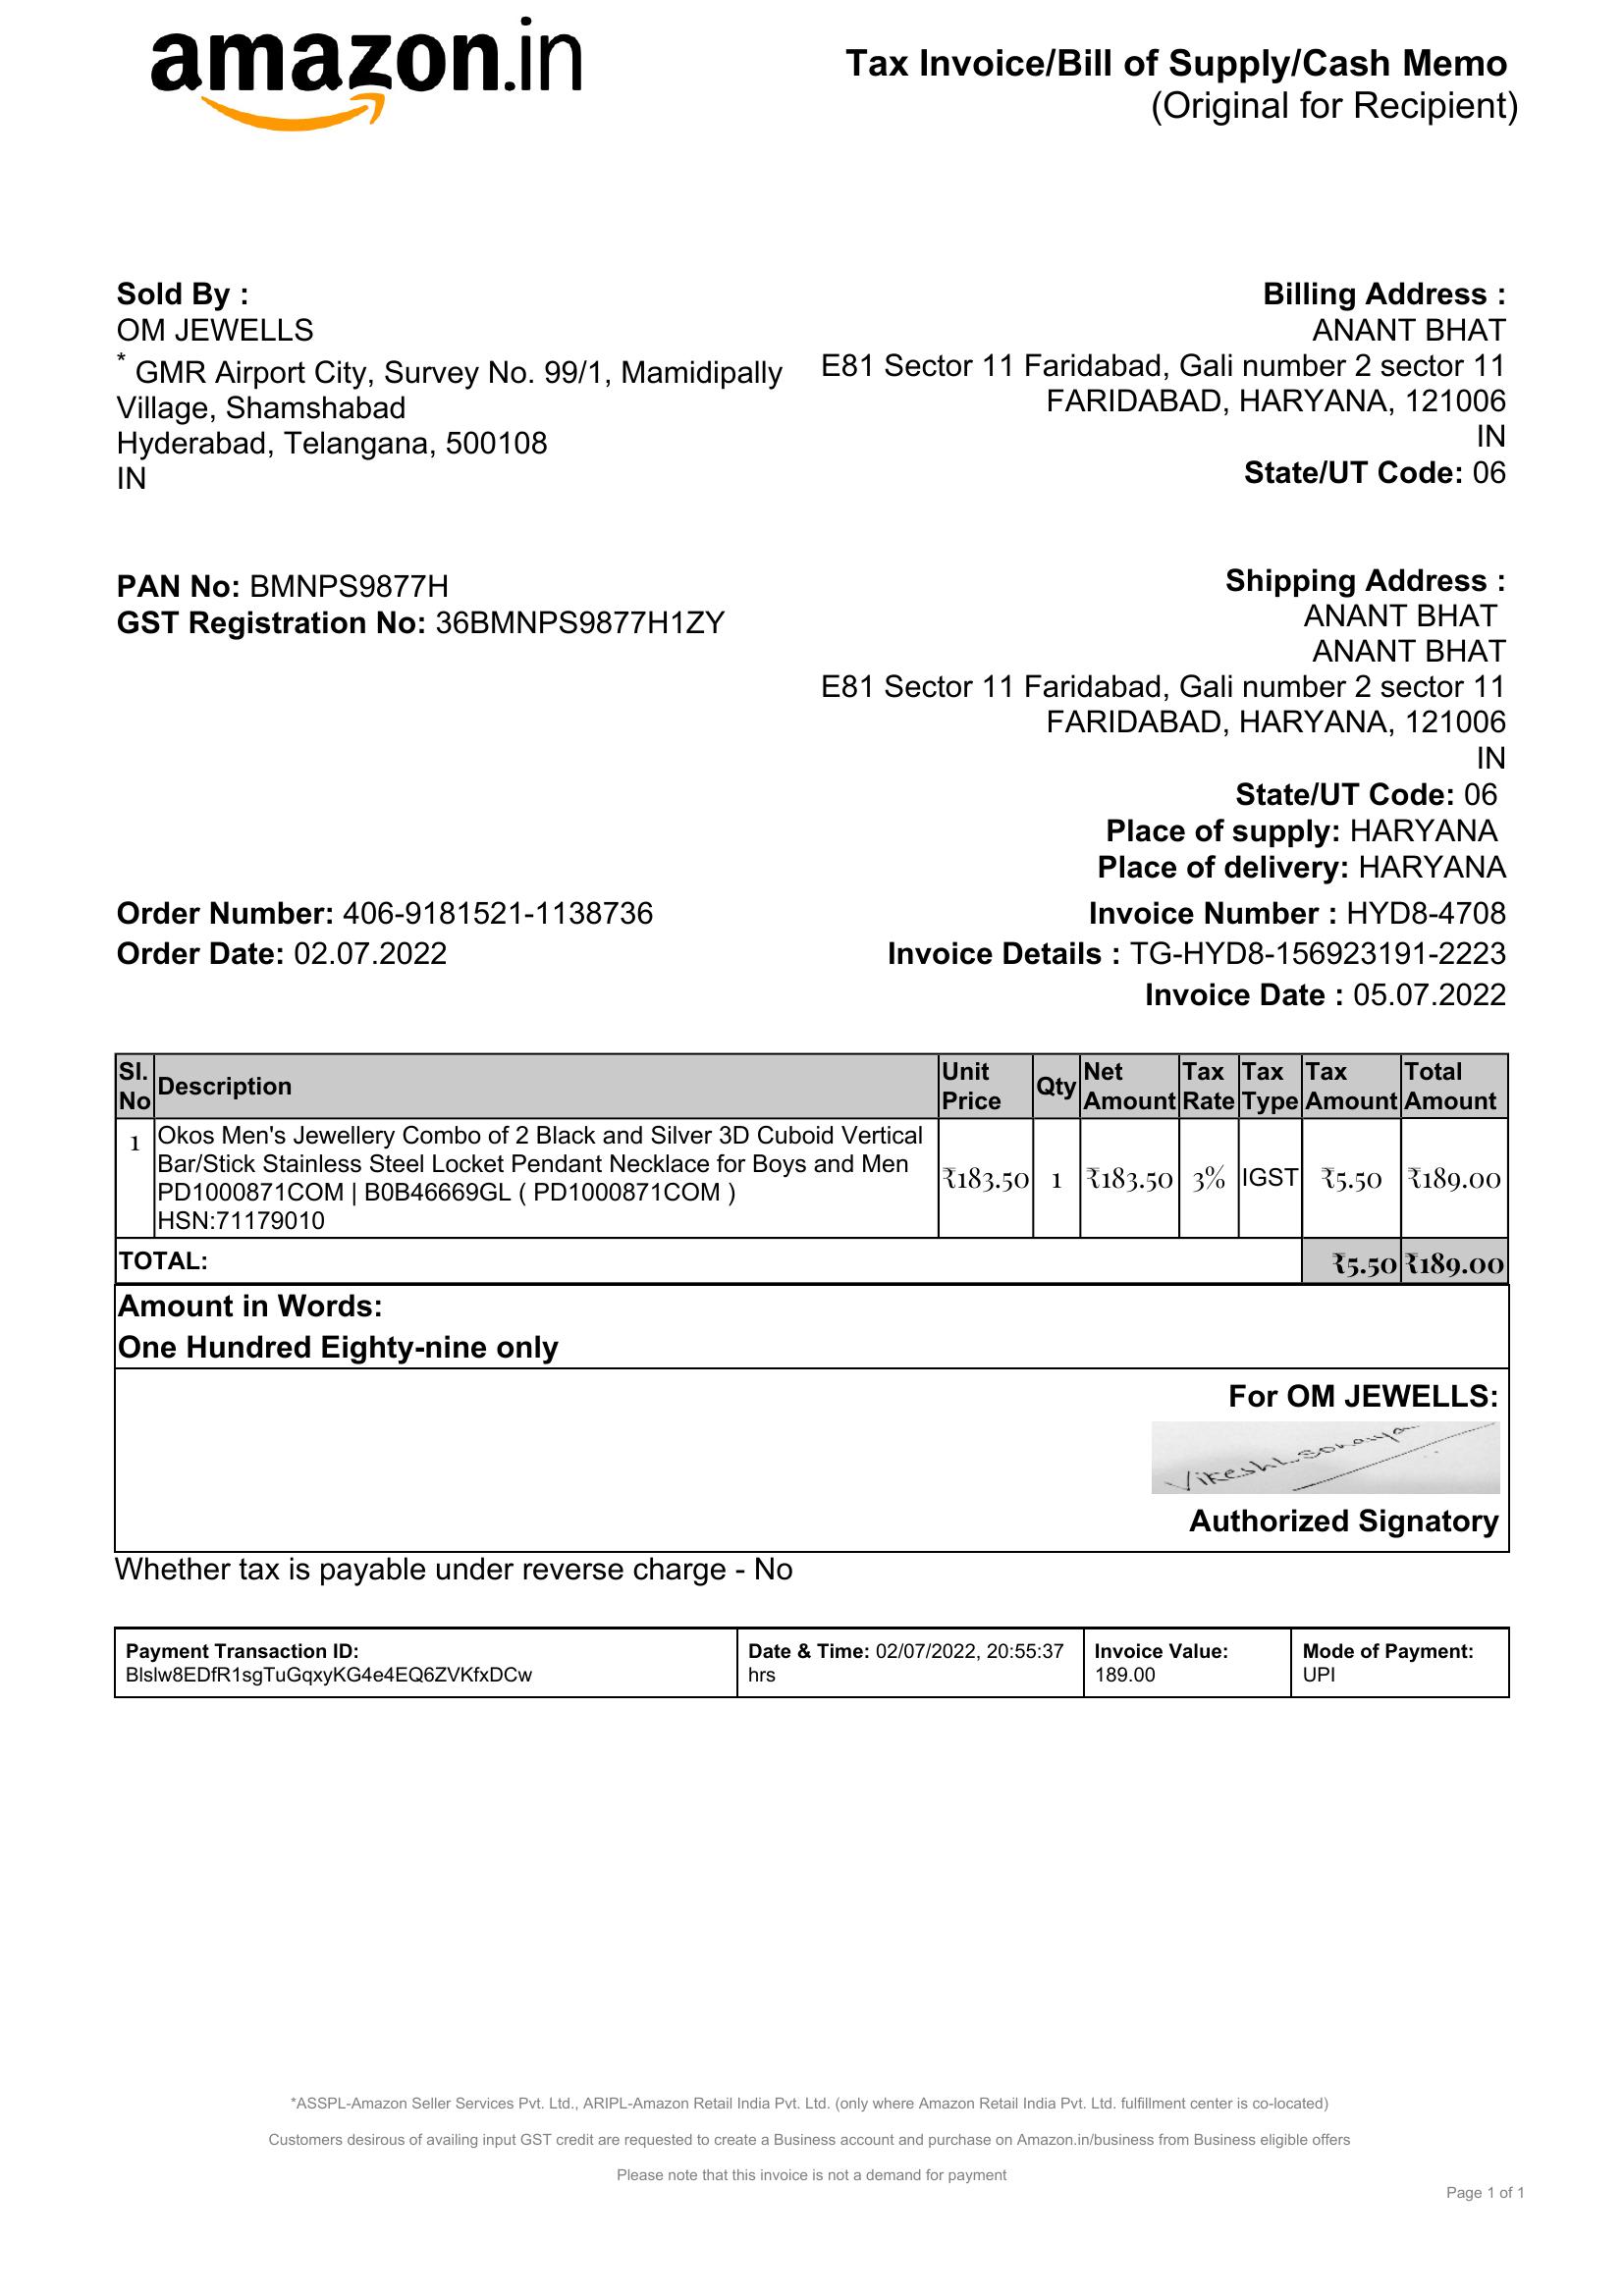 amazon.in
Tax Invoice/Bill of Supply/Cash Memo
(Original for Recipient)
Sold By :
OM JEWELLS
* GMR Airport City, Survey No. 99/1, Mamidipally
Village, Shamshabad
Hyderabad, Telangana, 500108
IN
Billing Address :
ANANT BHAT
E81 Sector 11 Faridabad, Gali number 2 sector 11
FARIDABAD, HARYANA, 121006
IN
State/UT Code: 06
PAN No: BMNPS9877H
GST Registration No: 36BMNPS9877H1ZY
Shipping Address :
ANANT BHAT
ANANT BHAT
E81 Sector 11 Faridabad, Gali number 2 sector 11
FARIDABAD, HARYANA, 121006
IN
State/UT Code: 06
Place of supply: HARYANA
Place of delivery: HARYANA
Order Number: 406-9181521-1138736
Order Date: 02.07.2022
Invoice Number : HYD8-4708
Invoice Details : TG-HYD8-156923191-2223
Invoice Date : 05.07.2022
Sl. No Description Unit Price Qty Net Amount Tax Rate Tax Type Tax Amount Total Amount
1 Okos Men's Jewellery Combo of 2 Black and Silver 3D Cuboid Vertical
Bar/Stick Stainless Steel Locket Pendant Necklace for Boys and Men
PD1000871COM | B0B46669GL ( PD1000871COM )
HSN:71179010
₹183.50 1 ₹183.50 3% IGST ₹5.50 ₹189.00
TOTAL: ₹5.50 ₹189.00
Amount in Words:
One Hundred Eighty-nine only
For OM JEWELLS:
Authorized Signatory
Whether tax is payable under reverse charge - No
Payment Transaction ID:
Blslw8EDfR1sgTuGqxyKG4e4EQ6ZVKfxDCw
Date & Time: 02/07/2022, 20:55:37
hrs
Invoice Value:
189.00
Mode of Payment:
UPI
*ASSPL-Amazon Seller Services Pvt. Ltd., ARIPL-Amazon Retail India Pvt. Ltd. (only where Amazon Retail India Pvt. Ltd. fulfillment center is co-located)
Customers desirous of availing input GST credit are requested to create a Business account and purchase on Amazon.in/business from Business eligible offers
Please note that this invoice is not a demand for payment
Page 1 of 1